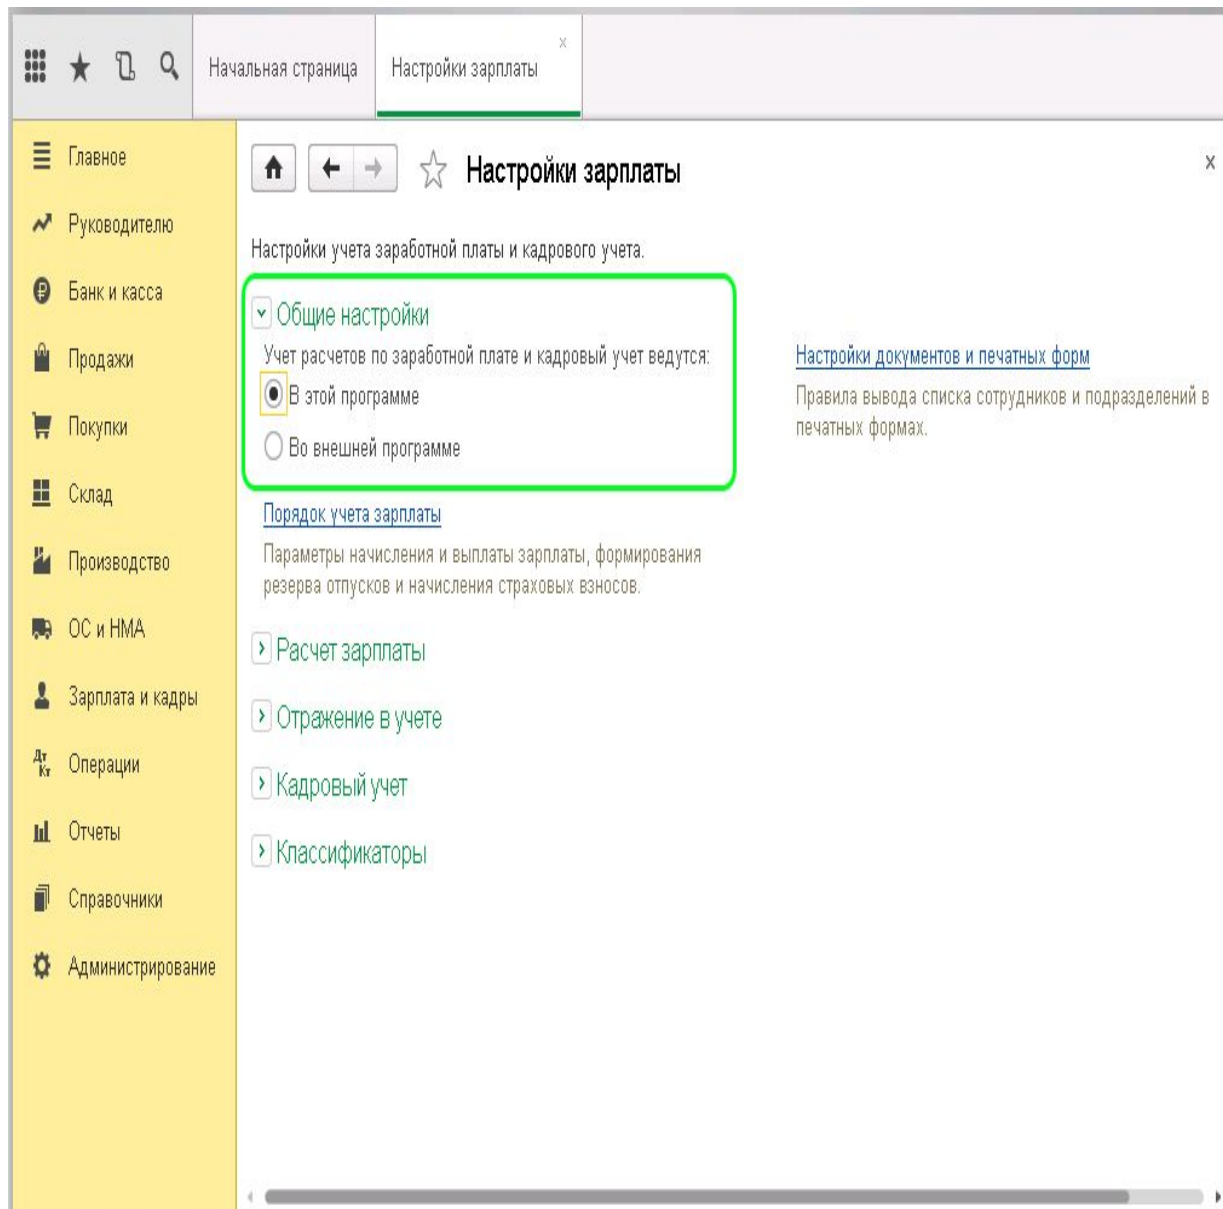 Начальная страница
Настройки зарплаты
Главное
Руководителю
Банк и касса
Продажи
Покупки
Склад
Производство
ОС и НМА
Зарплата и кадры
Дт
Кт
Операции
Отчеты
Справочники
Администрирование
Настройки зарплаты
Настройки учета заработной платы и кадрового учета.
Общие настройки
Учет расчетов по заработной плате и кадровый учет ведутся:
В этой программе
Во внешней программе
Настройки документов и печатных форм
Правила вывода списка сотрудников и подразделений в
печатных формах.
Порядок учета зарплаты
Параметры начисления и выплаты зарплаты, формирования
резерва отпусков и начисления страховых взносов.
Расчет зарплаты
Отражение в учете
Кадровый учет
Классификаторы